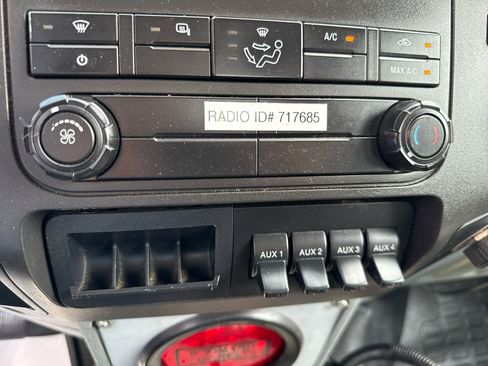 A/C
MAX A/C
RADIO ID# 717685
AUX 1 AUX 2 AUX 3 AUX 4